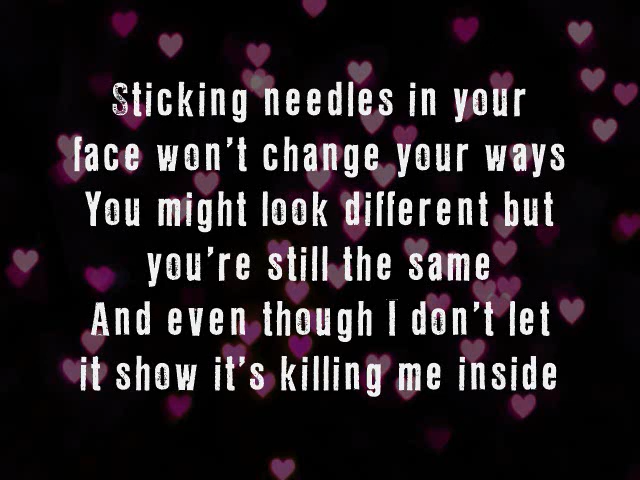 Sticking needles in your
face won't change your ways
You might look different but
you're still the same
And even though I don't let
it show it's killing me inside